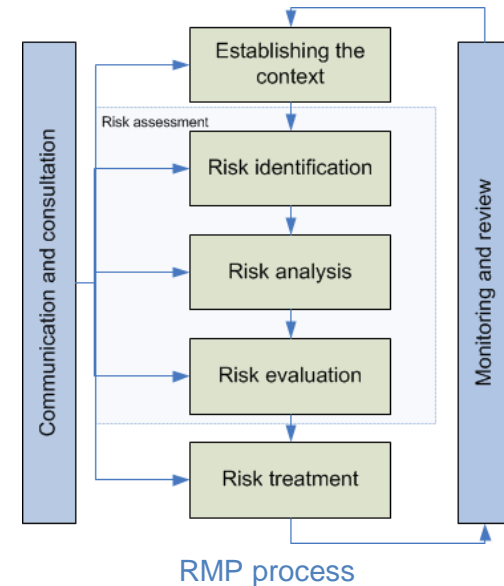 Establishing the
context
Risk assessment
Risk identification
Risk analysis
Risk evaluation
Risk treatment
Communication and consultation
Monitoring and review
RMP process